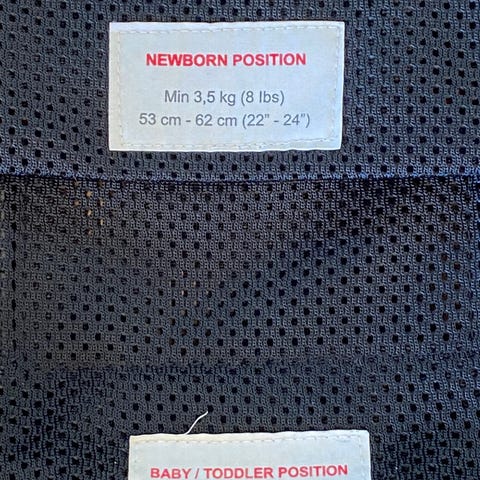 NEWBORN POSITION
Min 3,5 kg (8 lbs)
53 cm - 62 cm (22" - 24")
BABY / TODDLER POSITION